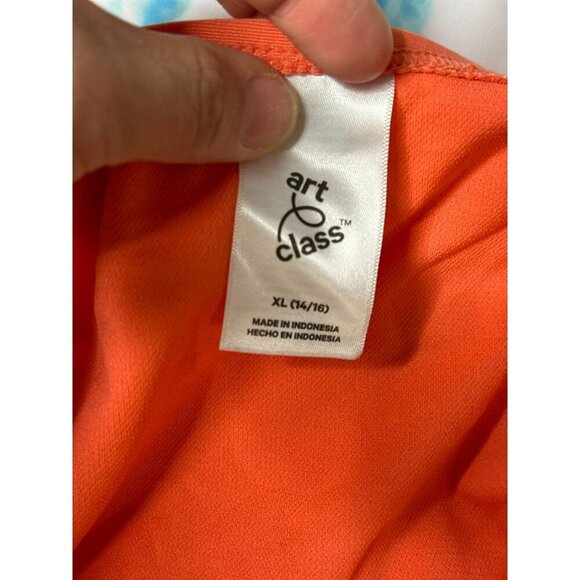 art
class™
XL (14/16)
MADE IN INDONESIA
HECHO EN INDONESIA